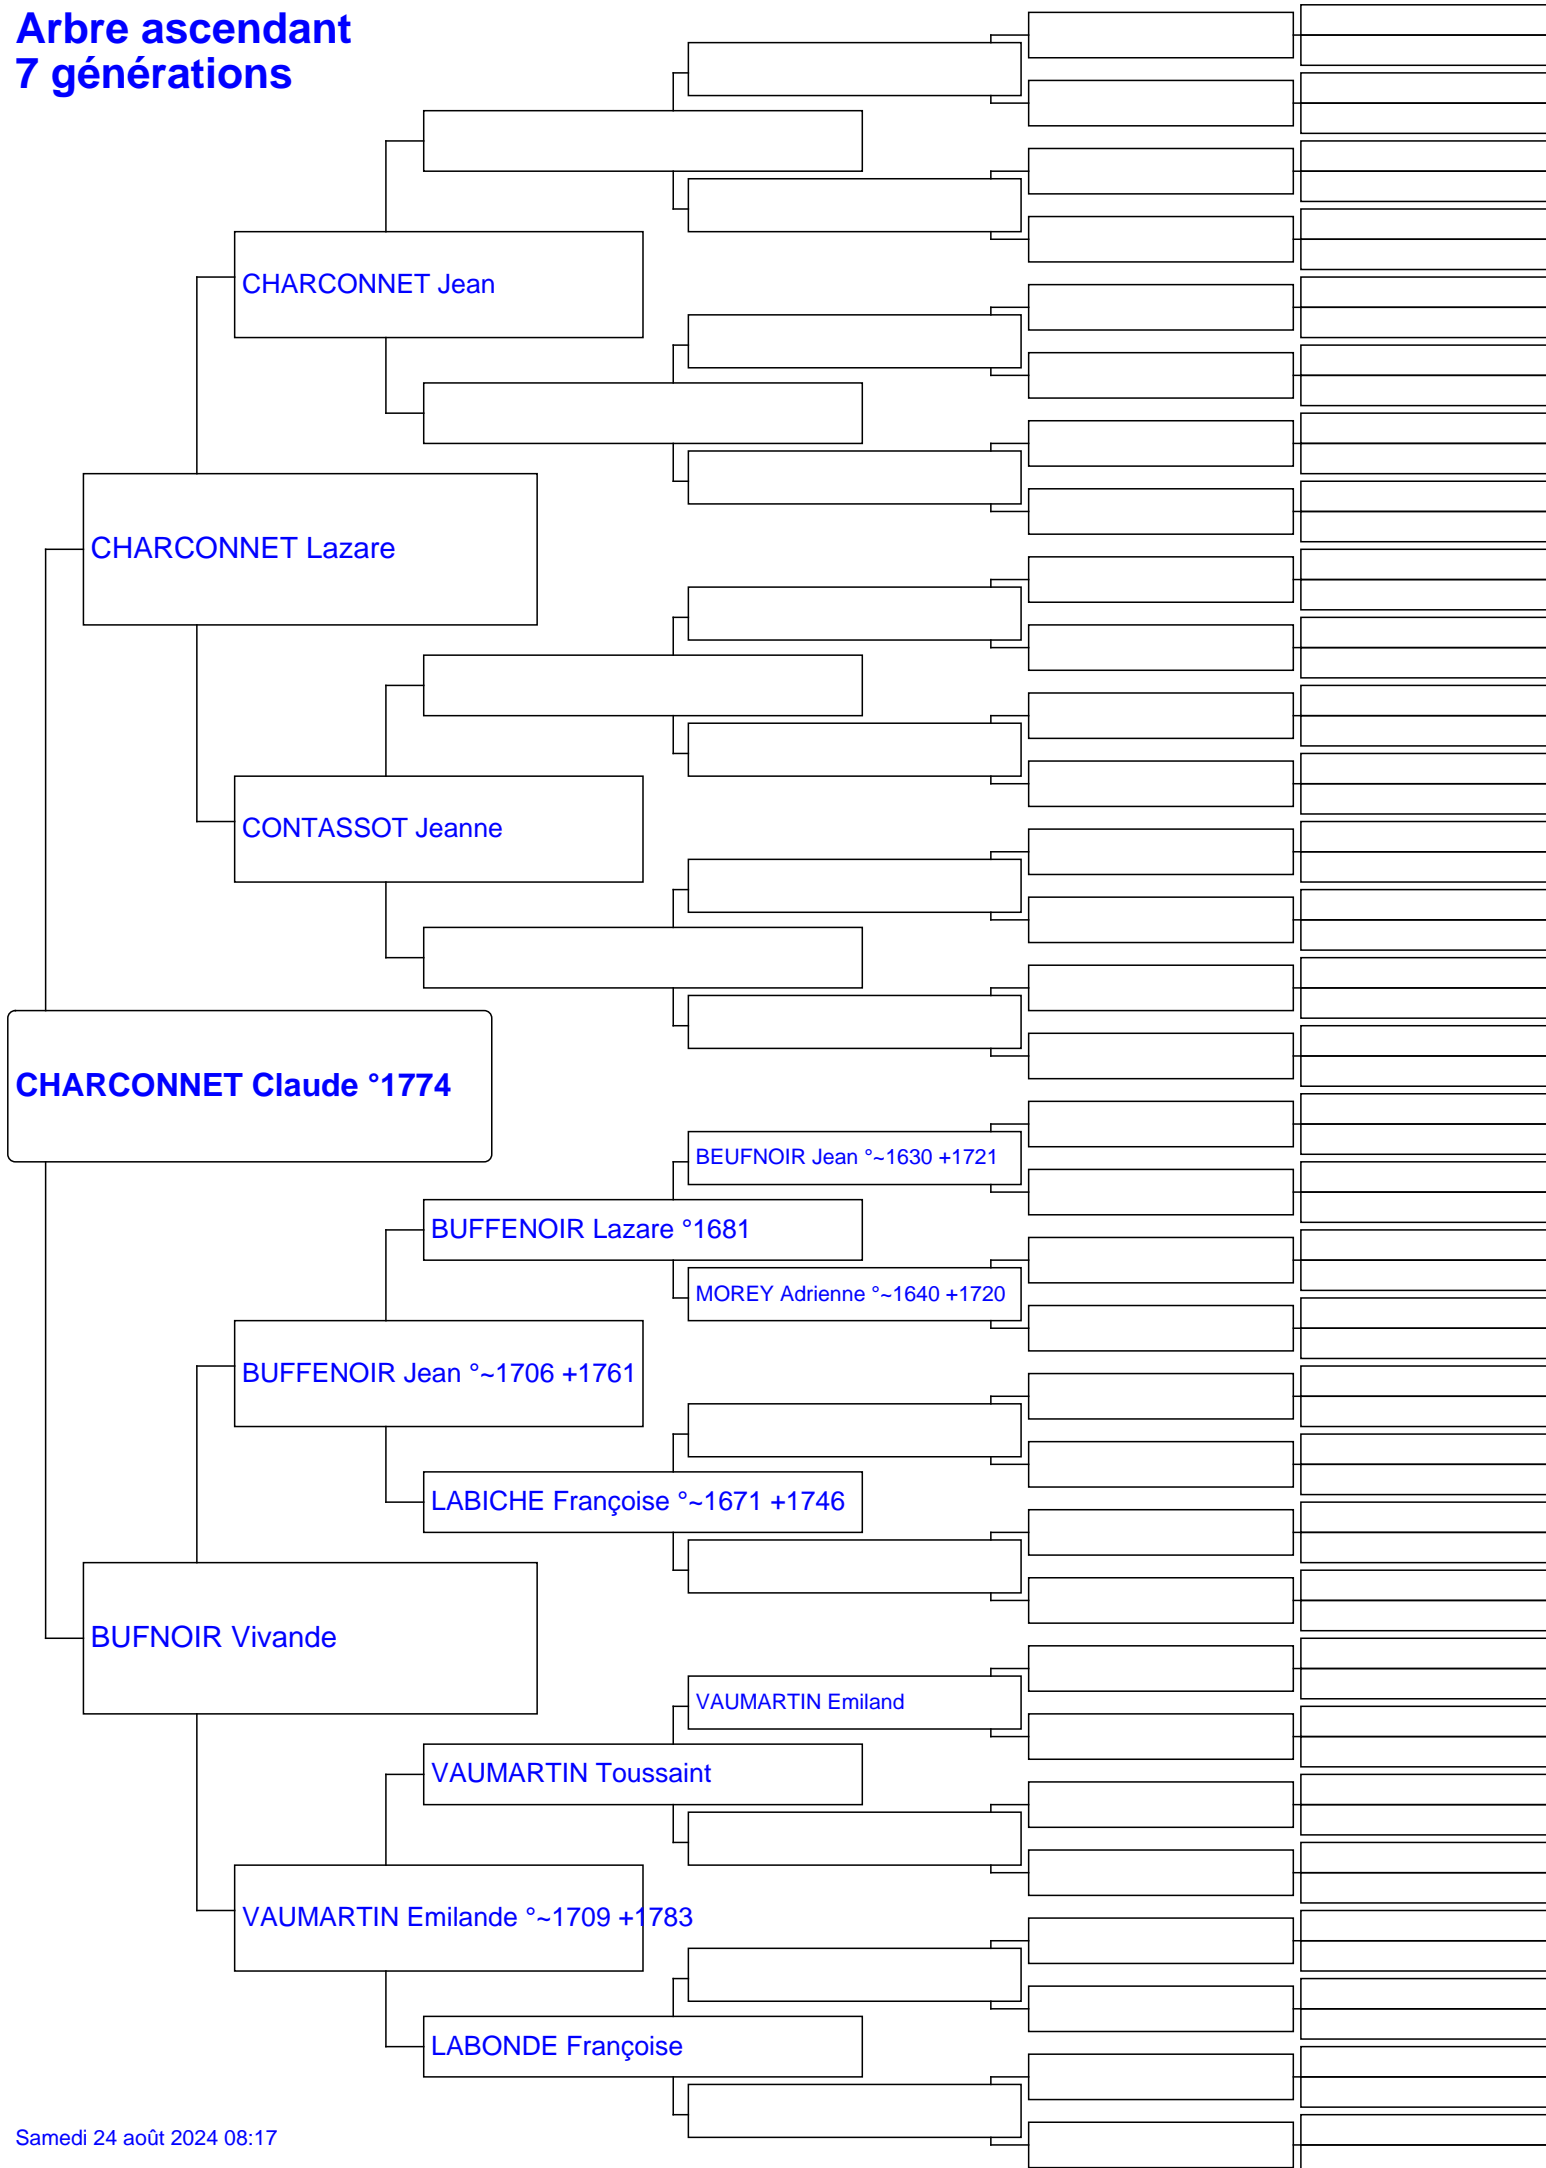 Arbre ascendant
7 générations
CHARCONNET Jean
CHARCONNET Lazare
CONTASSOT Jeanne
CHARCONNET Claude °1774
BEUFNOIR Jean °~1630 +1721
BUFFENOIR Lazare °1681
MOREY Adrienne °~1640 +1720
BUFFENOIR Jean °~1706 +1761
LABICHE Françoise °~1671 +1746
BUFNOIR Vivande
VAUMARTIN Emiland
VAUMARTIN Toussaint
VAUMARTIN Emilande °~1709 +1783
LABONDE Françoise
Samedi 24 août 2024 08:17